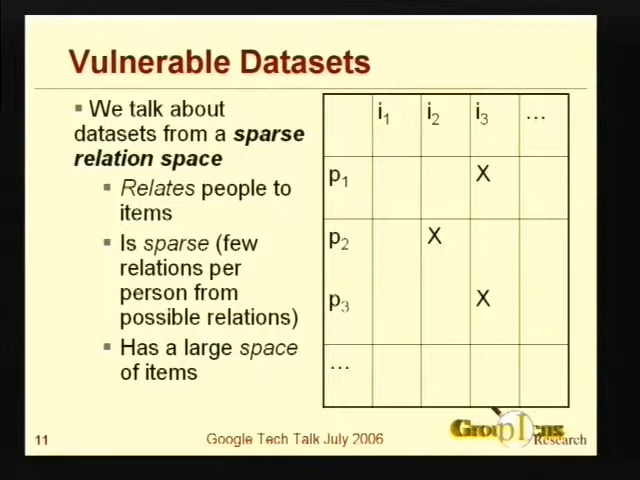 Vulnerable Datasets
▪ We talk about
datasets from a sparse
relation space
▪ Relates people to
items
▪ Is sparse (few
relations per
person from
possible relations)
▪ Has a large space
of items
i1 i2 i3 ...
p1 X
p2 X
p3 X
...
11
Google Tech Talk July 2006
GroupLens
Research